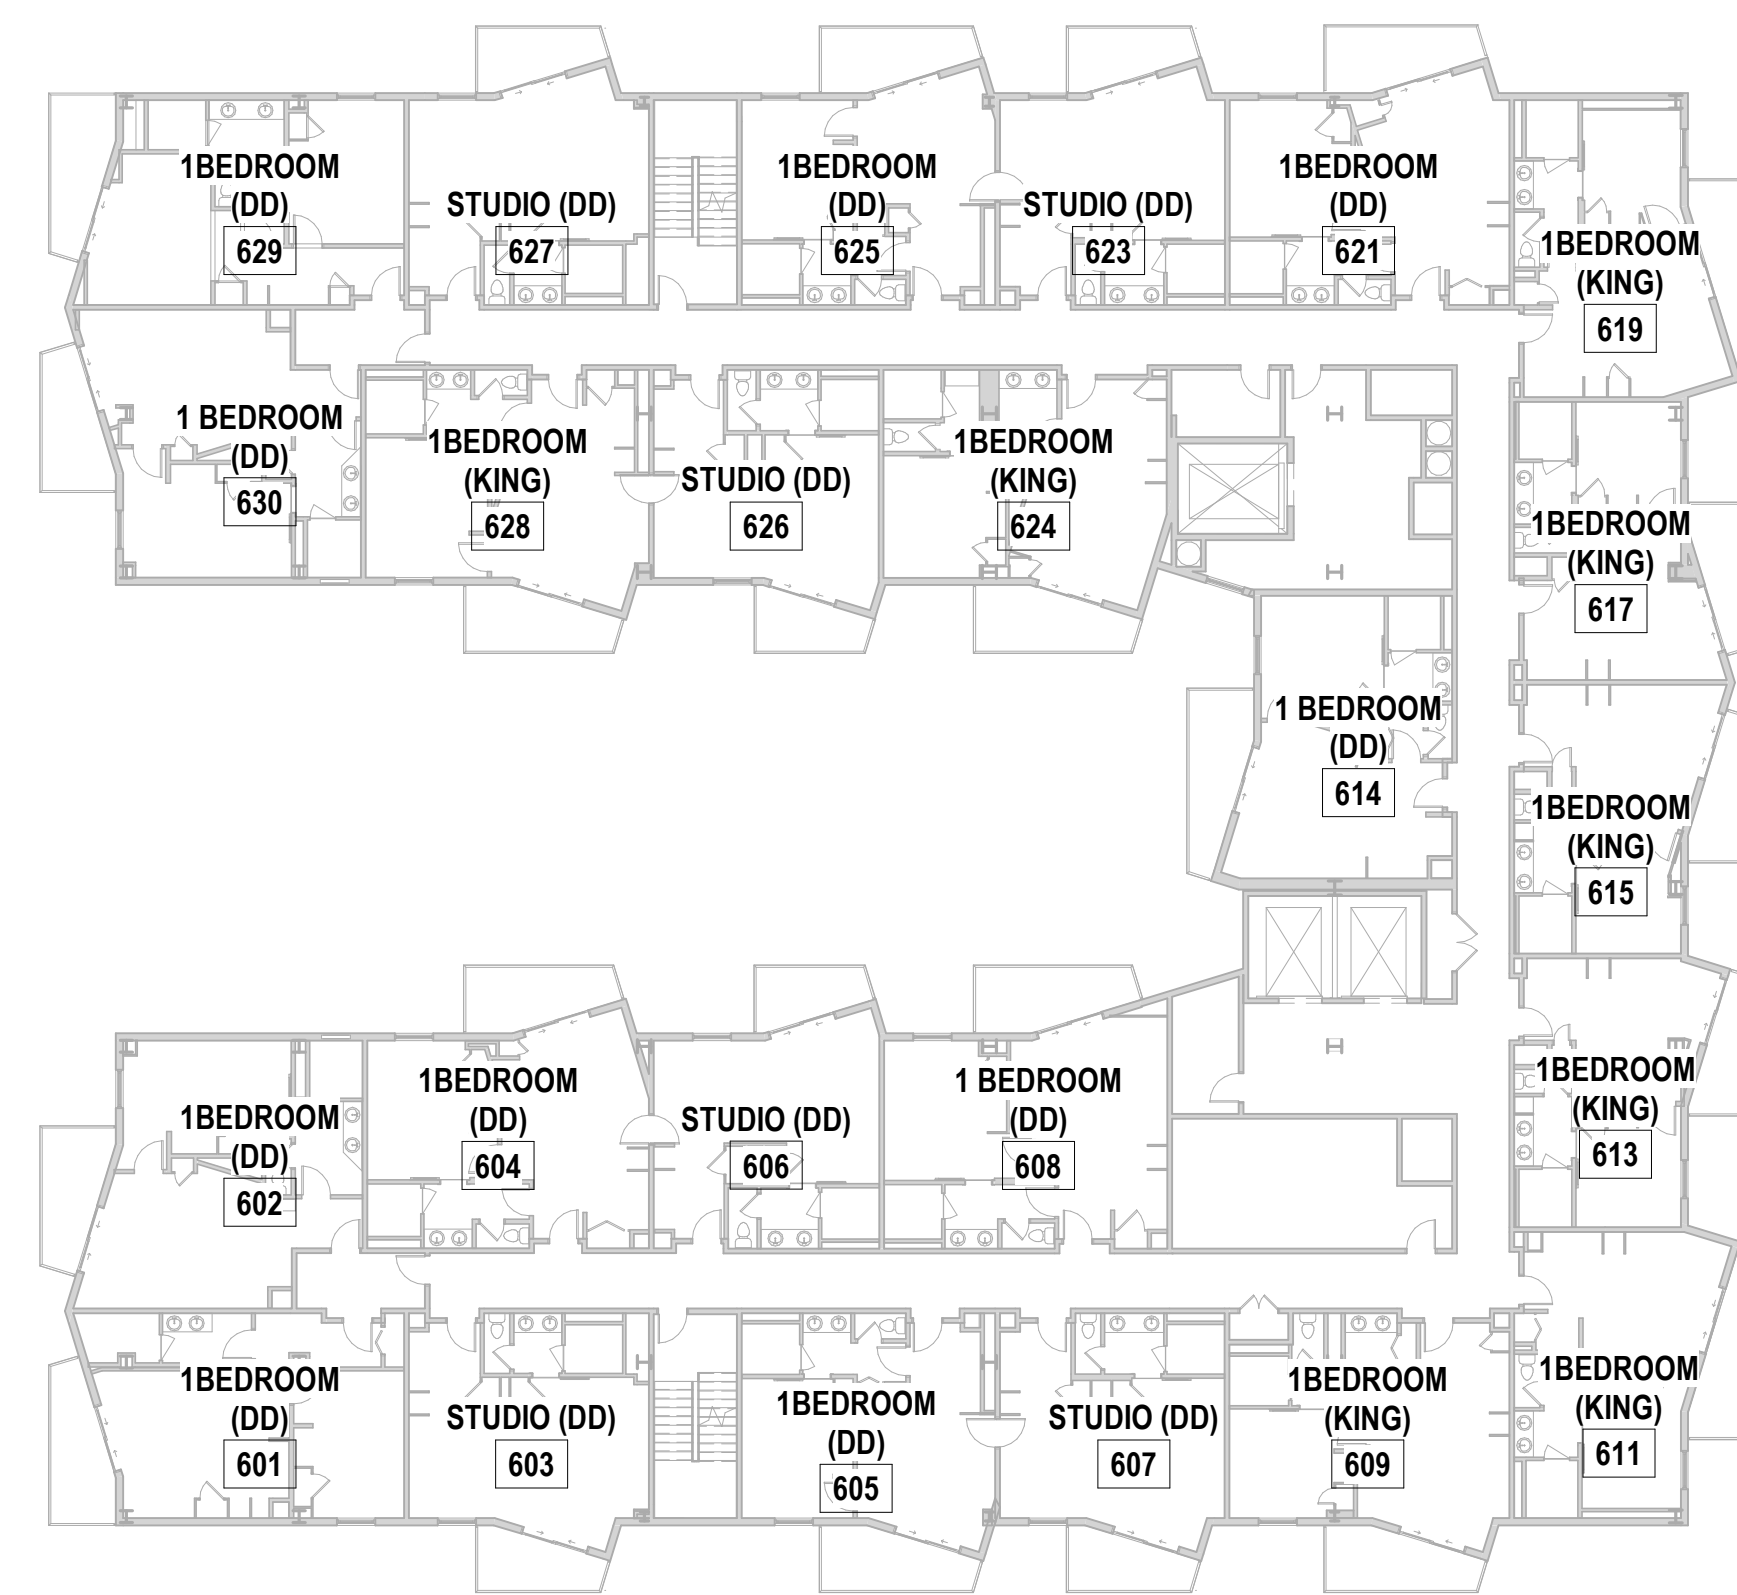 1BEDROOM
(DD)
629
STUDIO (DD)
627
1BEDROOM
(DD)
625
STUDIO (DD)
623
1BEDROOM
(DD)
621
1BEDROOM
(KING)
619
1 BEDROOM
(DD)
630
1BEDROOM
(KING)
628
STUDIO (DD)
626
1BEDROOM
(KING)
624
1BEDROOM
(KING)
617
1 BEDROOM
(DD)
614
1BEDROOM
(KING)
615
1BEDROOM
(DD)
602
1BEDROOM
(DD)
604
STUDIO (DD)
606
1 BEDROOM
(DD)
608
1BEDROOM
(KING)
613
1BEDROOM
(DD)
601
STUDIO (DD)
603
1BEDROOM
(DD)
605
STUDIO (DD)
607
1BEDROOM
(KING)
609
1BEDROOM
(KING)
611